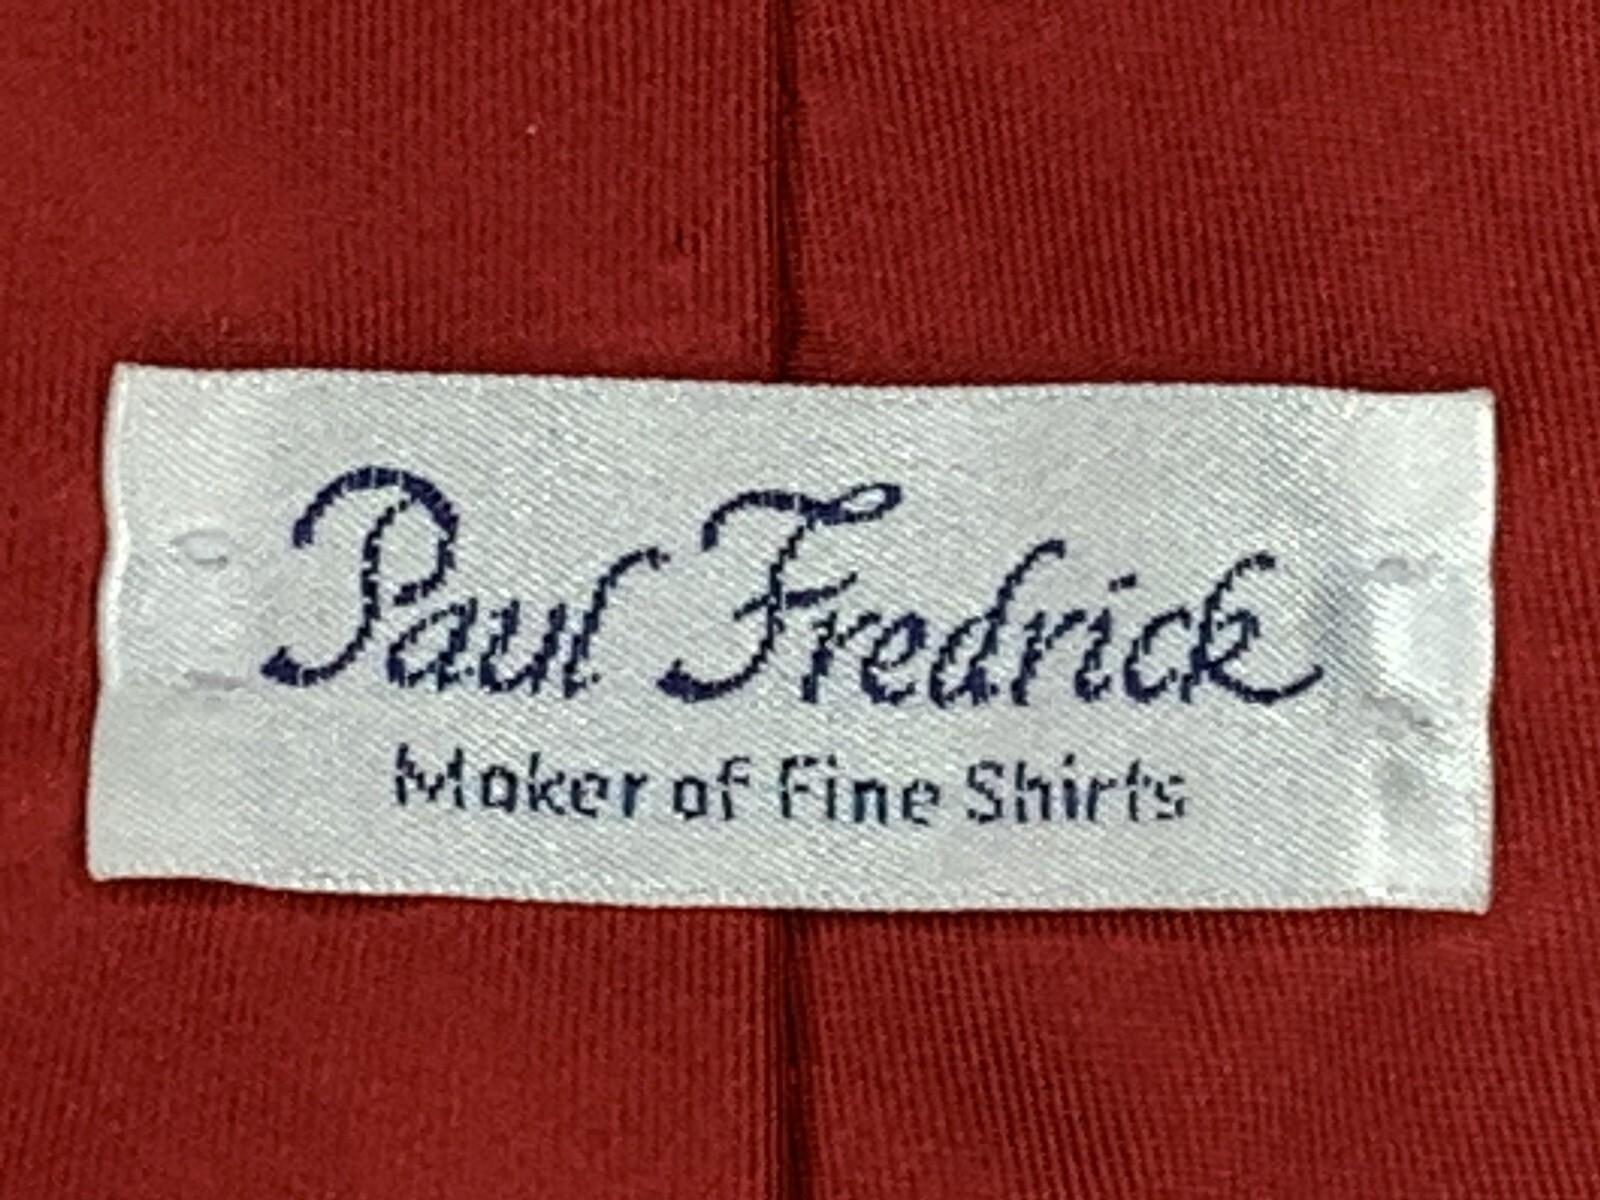 Paul Fredrick
Maker of Fine Shirts